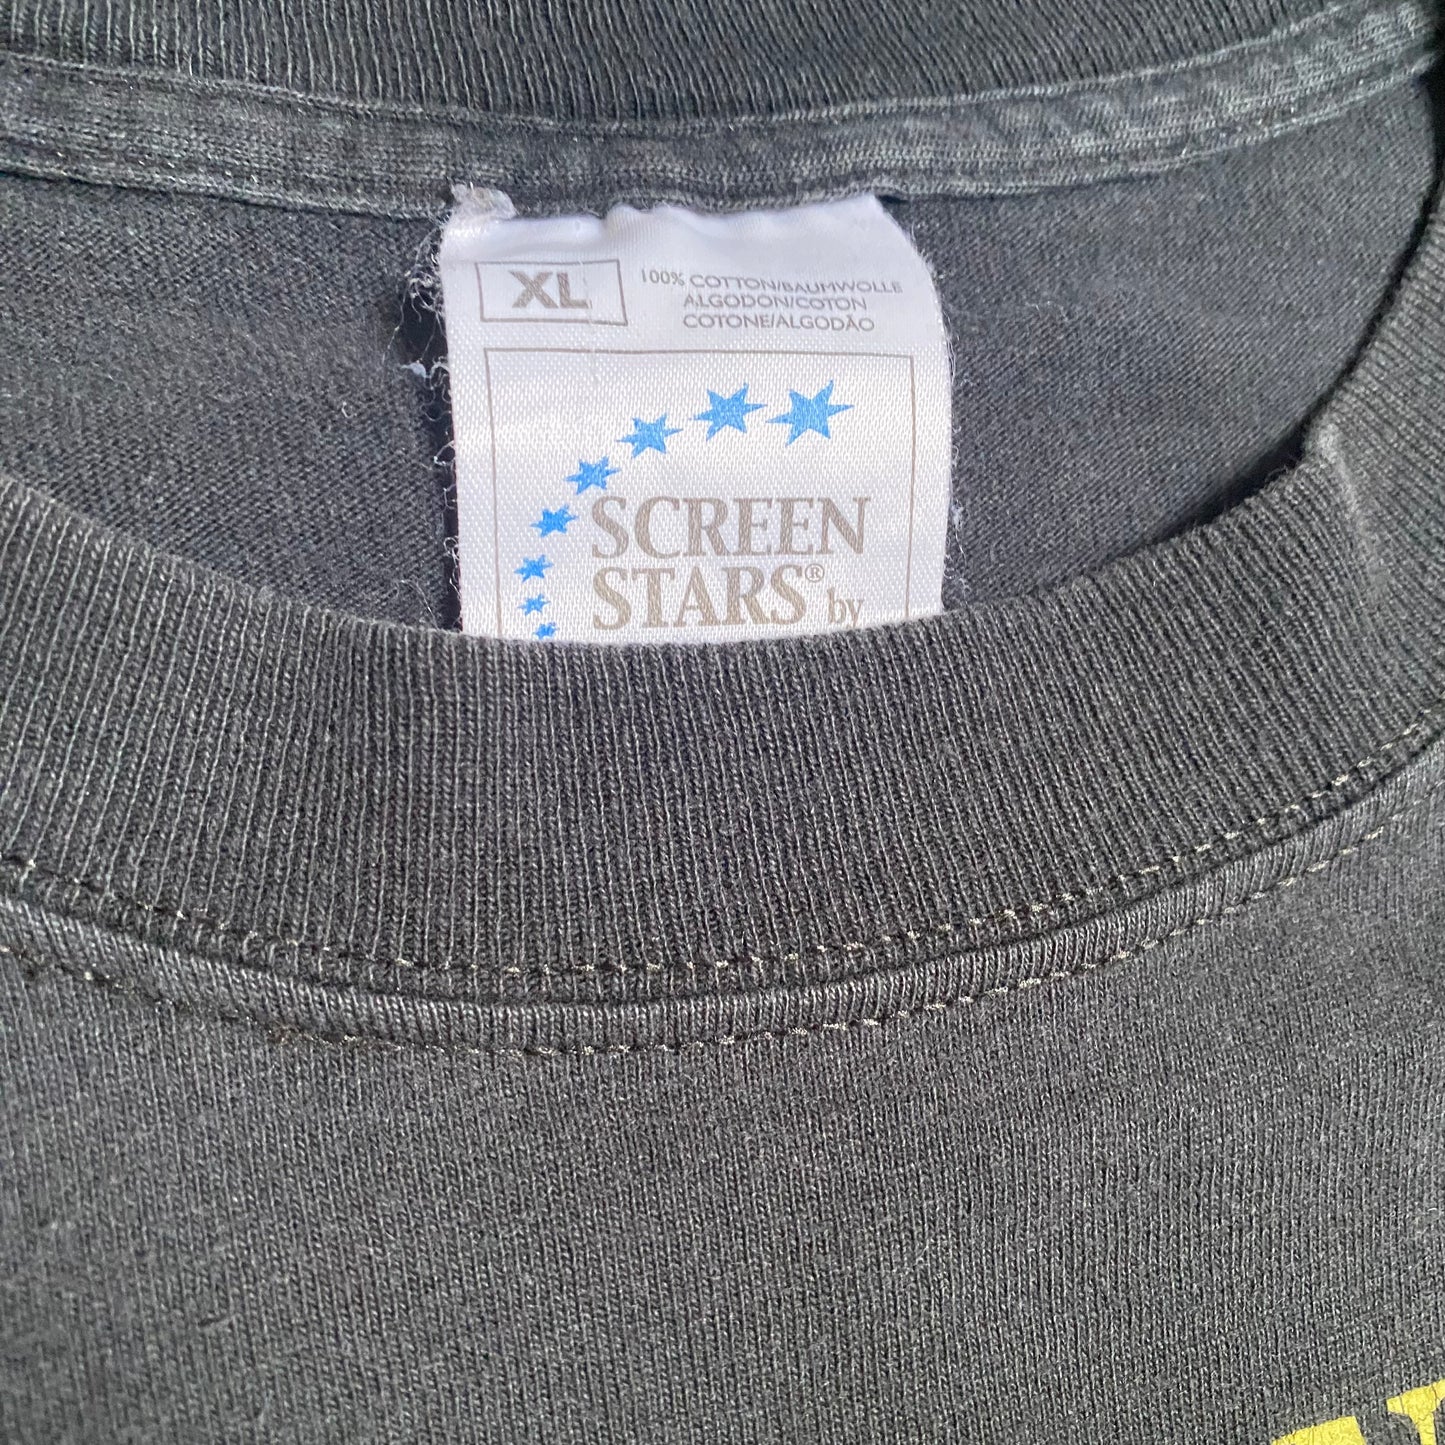 XL
100% COTTON/BAUMWOLLE
ALGODON/COTON
COTONE/ALGODÃO
SCREEN
STARS® by